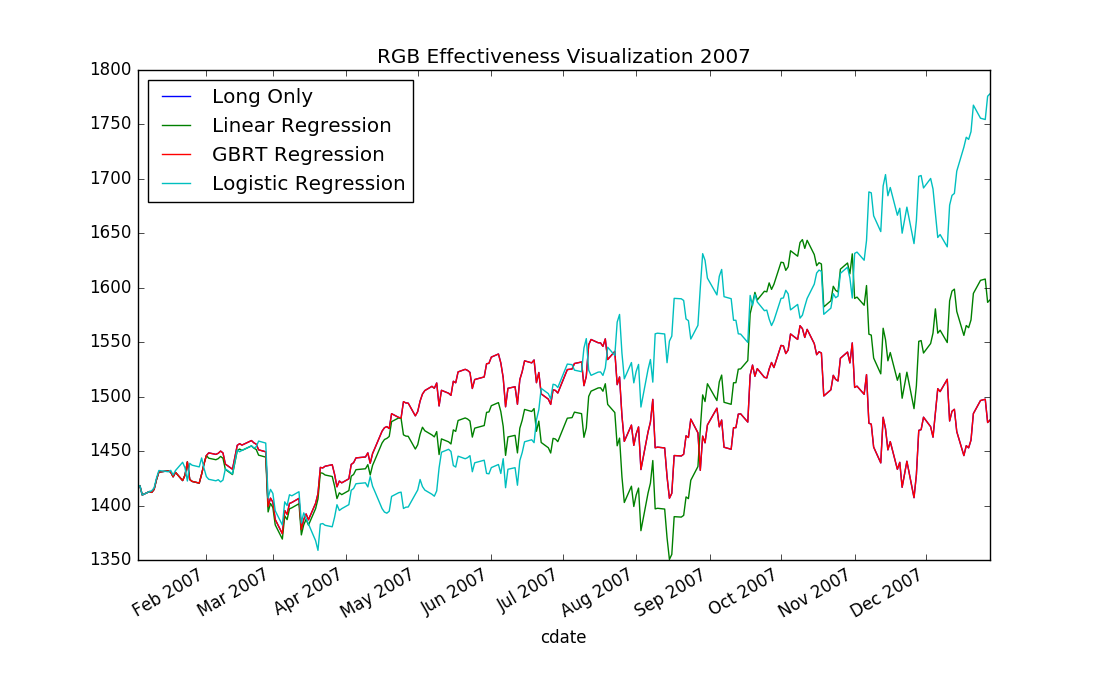 RGB Effectiveness Visualization 2007
Long Only
Linear Regression
GBRT Regression
Logistic Regression
1800
1750
1700
1650
1600
1550
1500
1450
1400
1350
Feb 2007
Mar 2007
Apr 2007
May 2007
Jun 2007
Jul 2007
Aug 2007
Sep 2007
Oct 2007
Nov 2007
Dec 2007
cdate